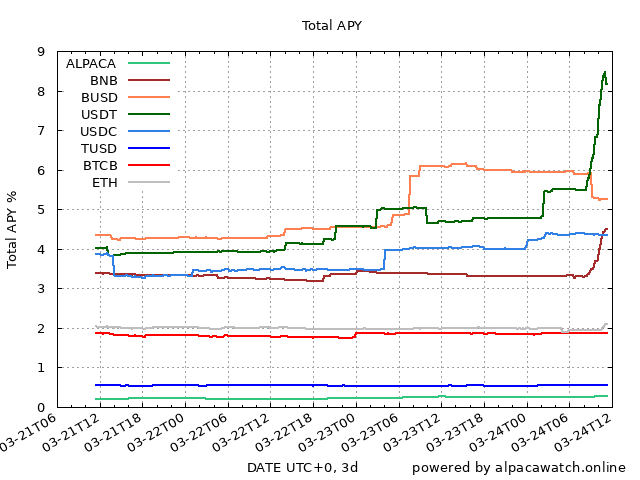 Total APY
Total APY %
9
8
7
6
5
4
3
2
1
0
ALPACA
BNB
BUSD
USDT
USDC
TUSD
BTCB
ETH
03-21T06
03-21T12
03-21T18
03-22T00
03-22T06
03-22T12
03-22T18
03-23T00
03-23T06
03-23T12
03-23T18
03-24T00
03-24T06
03-24T12
DATE UTC+0, 3d
powered by alpacawatch.online